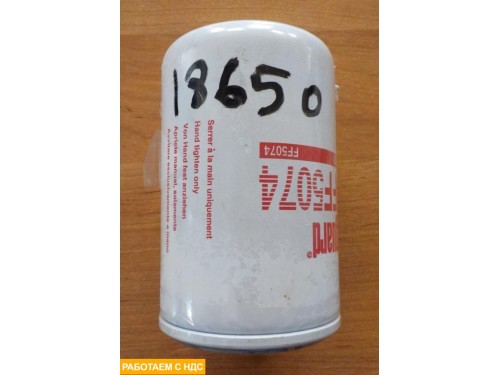 18650
Serrer à la main uniquement
Hand tighten only
Von Hand fest anziehen
Apriete manual, solamente
FF5074
FF5074
РАБОТАЕМ С НДС